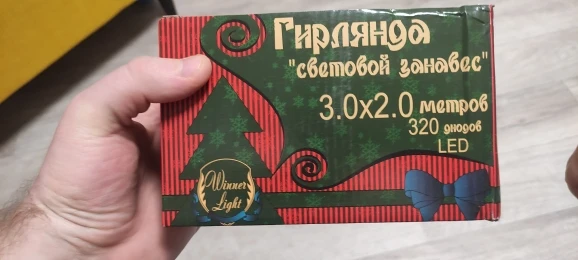 Гирлянда
"световой занавес"
3.0x2.0 метров
320 диодов
LED
Winner
Light